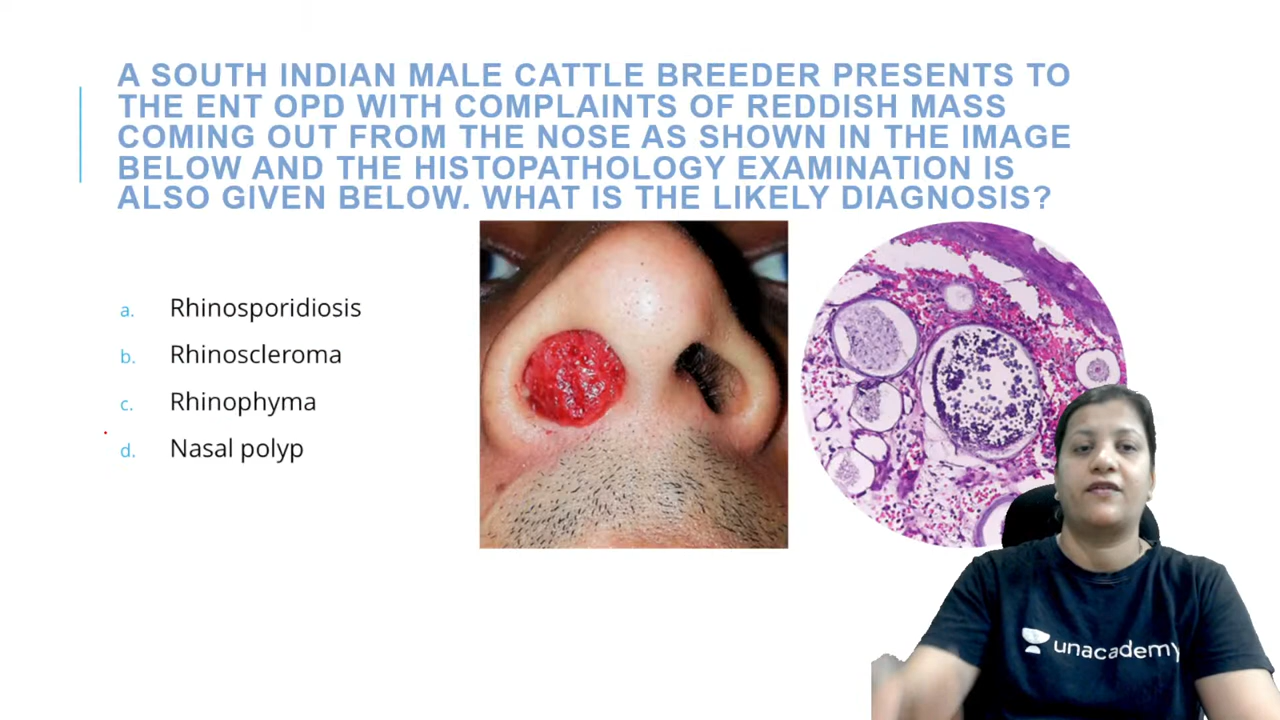 A SOUTH INDIAN MALE CATTLE BREEDER PRESENTS TO
THE ENT OPD WITH COMPLAINTS OF REDDISH MASS
COMING OUT FROM THE NOSE AS SHOWN IN THE IMAGE
BELOW AND THE HISTOPATHOLOGY EXAMINATION IS
ALSO GIVEN BELOW. WHAT IS THE LIKELY DIAGNOSIS?
a. Rhinosporidiosis
b. Rhinoscleroma
c. Rhinophyma
d. Nasal polyp
unacademy